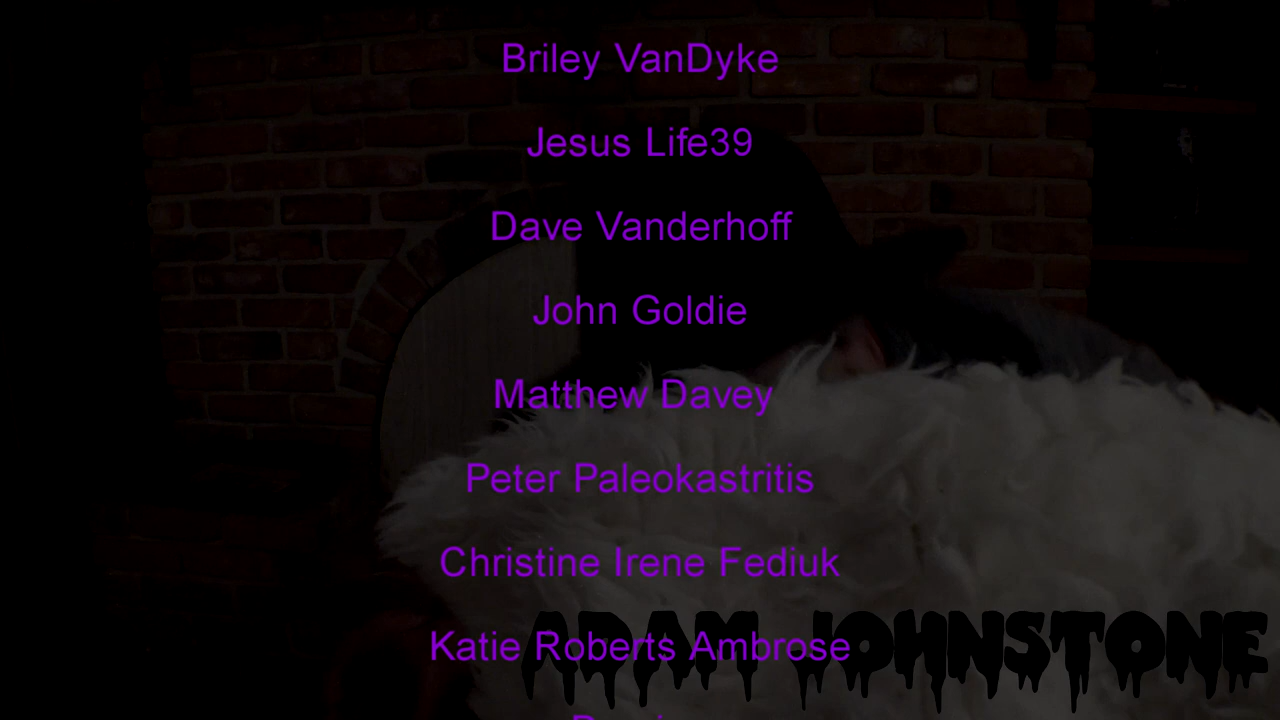 Briley VanDyke
Jesus Life39
Dave Vanderhoff
John Goldie
Matthew Davey
Peter Paleokastritis
Christine Irene Fediuk
Katie Roberts Ambrose
ADAM JOHNSTONE